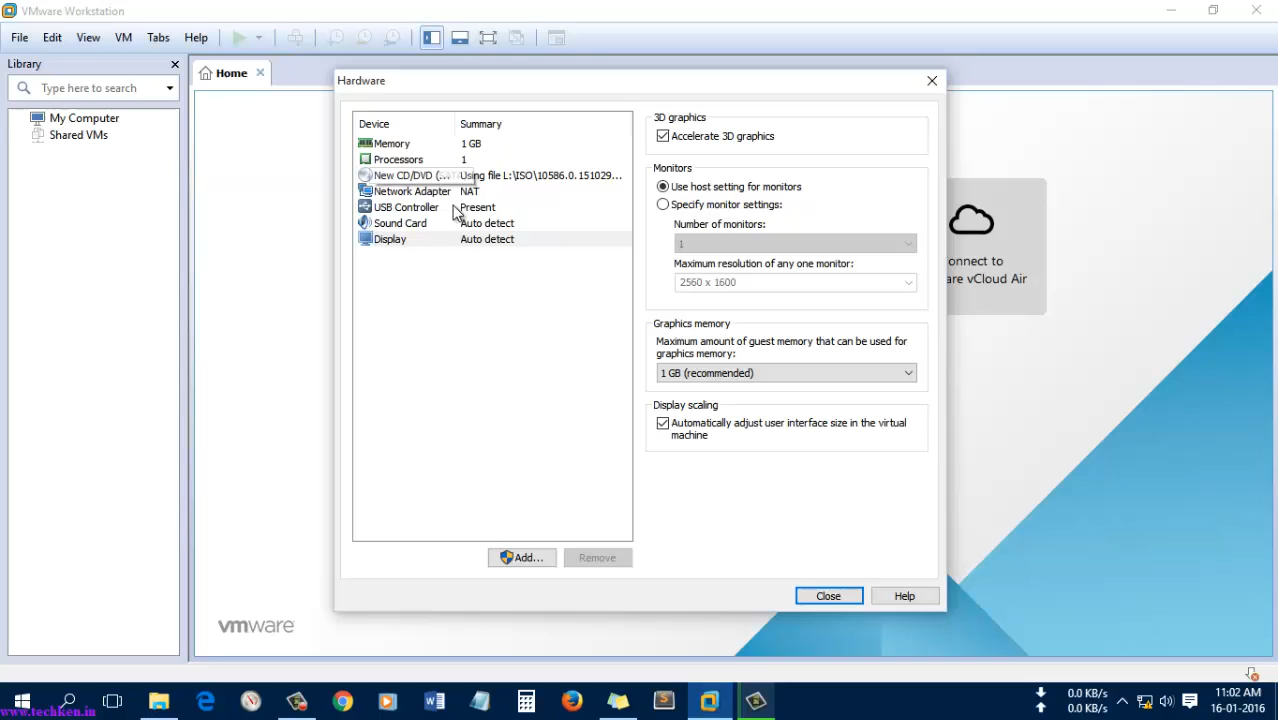 VMware Workstation
File Edit View VM Tabs Help
Library
Type here to search
My Computer
Shared VMs
Home
Hardware
Device Summary
Memory 1 GB
Processors 1
New CD/DVD (... Using file L:\ISO\10586.0.151029...
Network Adapter NAT
USB Controller Present
Sound Card Auto detect
Display Auto detect
Add...
Remove
3D graphics
Accelerate 3D graphics
Monitors
Use host setting for monitors
Specify monitor settings:
Number of monitors:
1
Maximum resolution of any one monitor:
2560 x 1600
Graphics memory
Maximum amount of guest memory that can be used for
graphics memory:
1 GB (recommended)
Display scaling
Automatically adjust user interface size in the virtual
machine
Close
Help
onnect to
are vCloud Air
vmware
0.0 KB/s
0.0 KB/s
11:02 AM
16-01-2016
www.techken.in